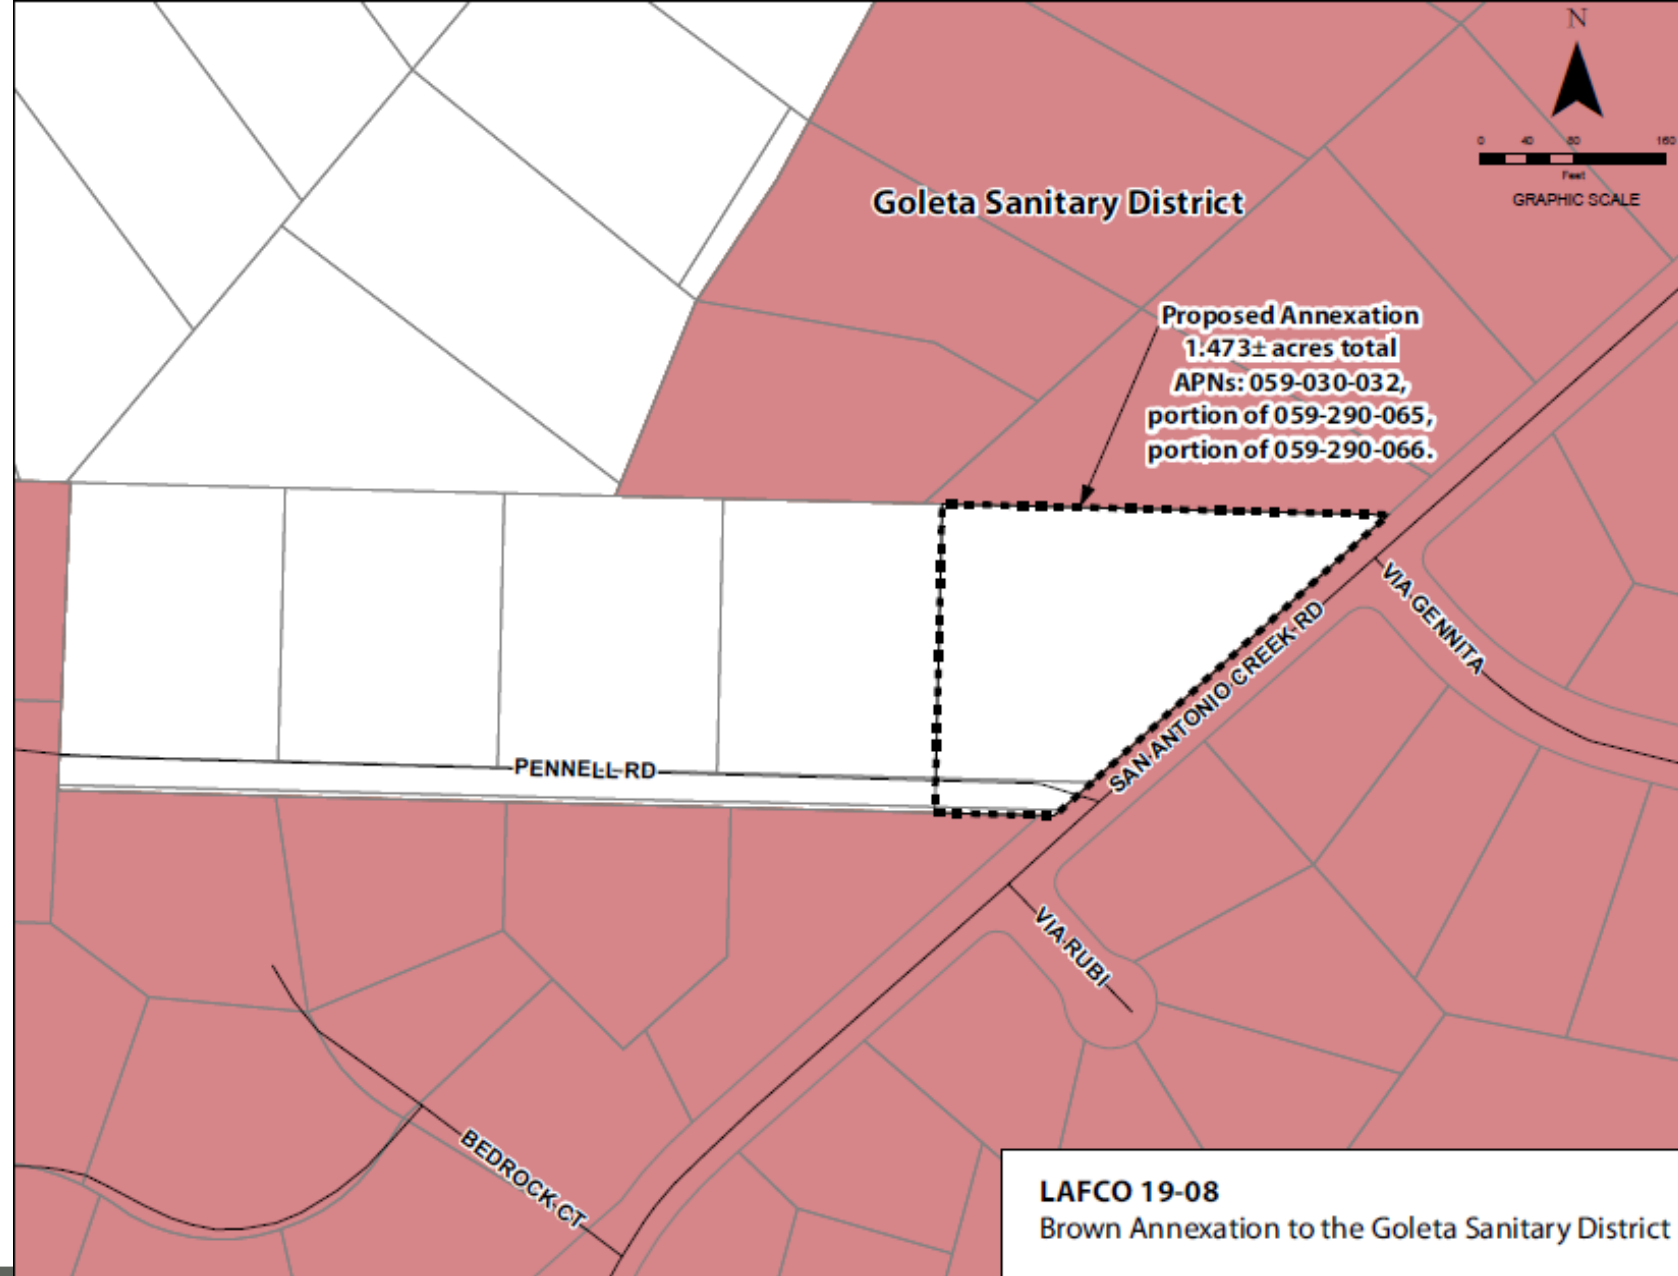 N
0 40 80 160
Feet
GRAPHIC SCALE
Goleta Sanitary District
Proposed Annexation
1.473± acres total
APNs: 059-030-032,
portion of 059-290-065,
portion of 059-290-066.
VIA GENNITA
SAN ANTONIO CREEK RD
PENNELL RD
VIA RUBI
BEDROCK CT
LAFCO 19-08
Brown Annexation to the Goleta Sanitary District